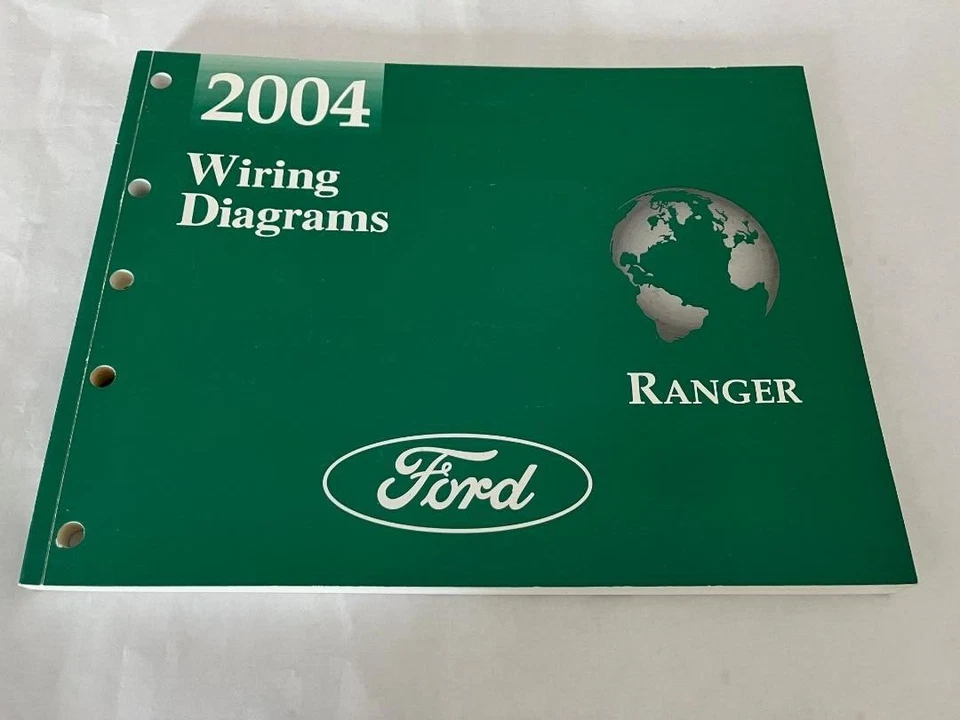 2004
Wiring
Diagrams
RANGER
Ford